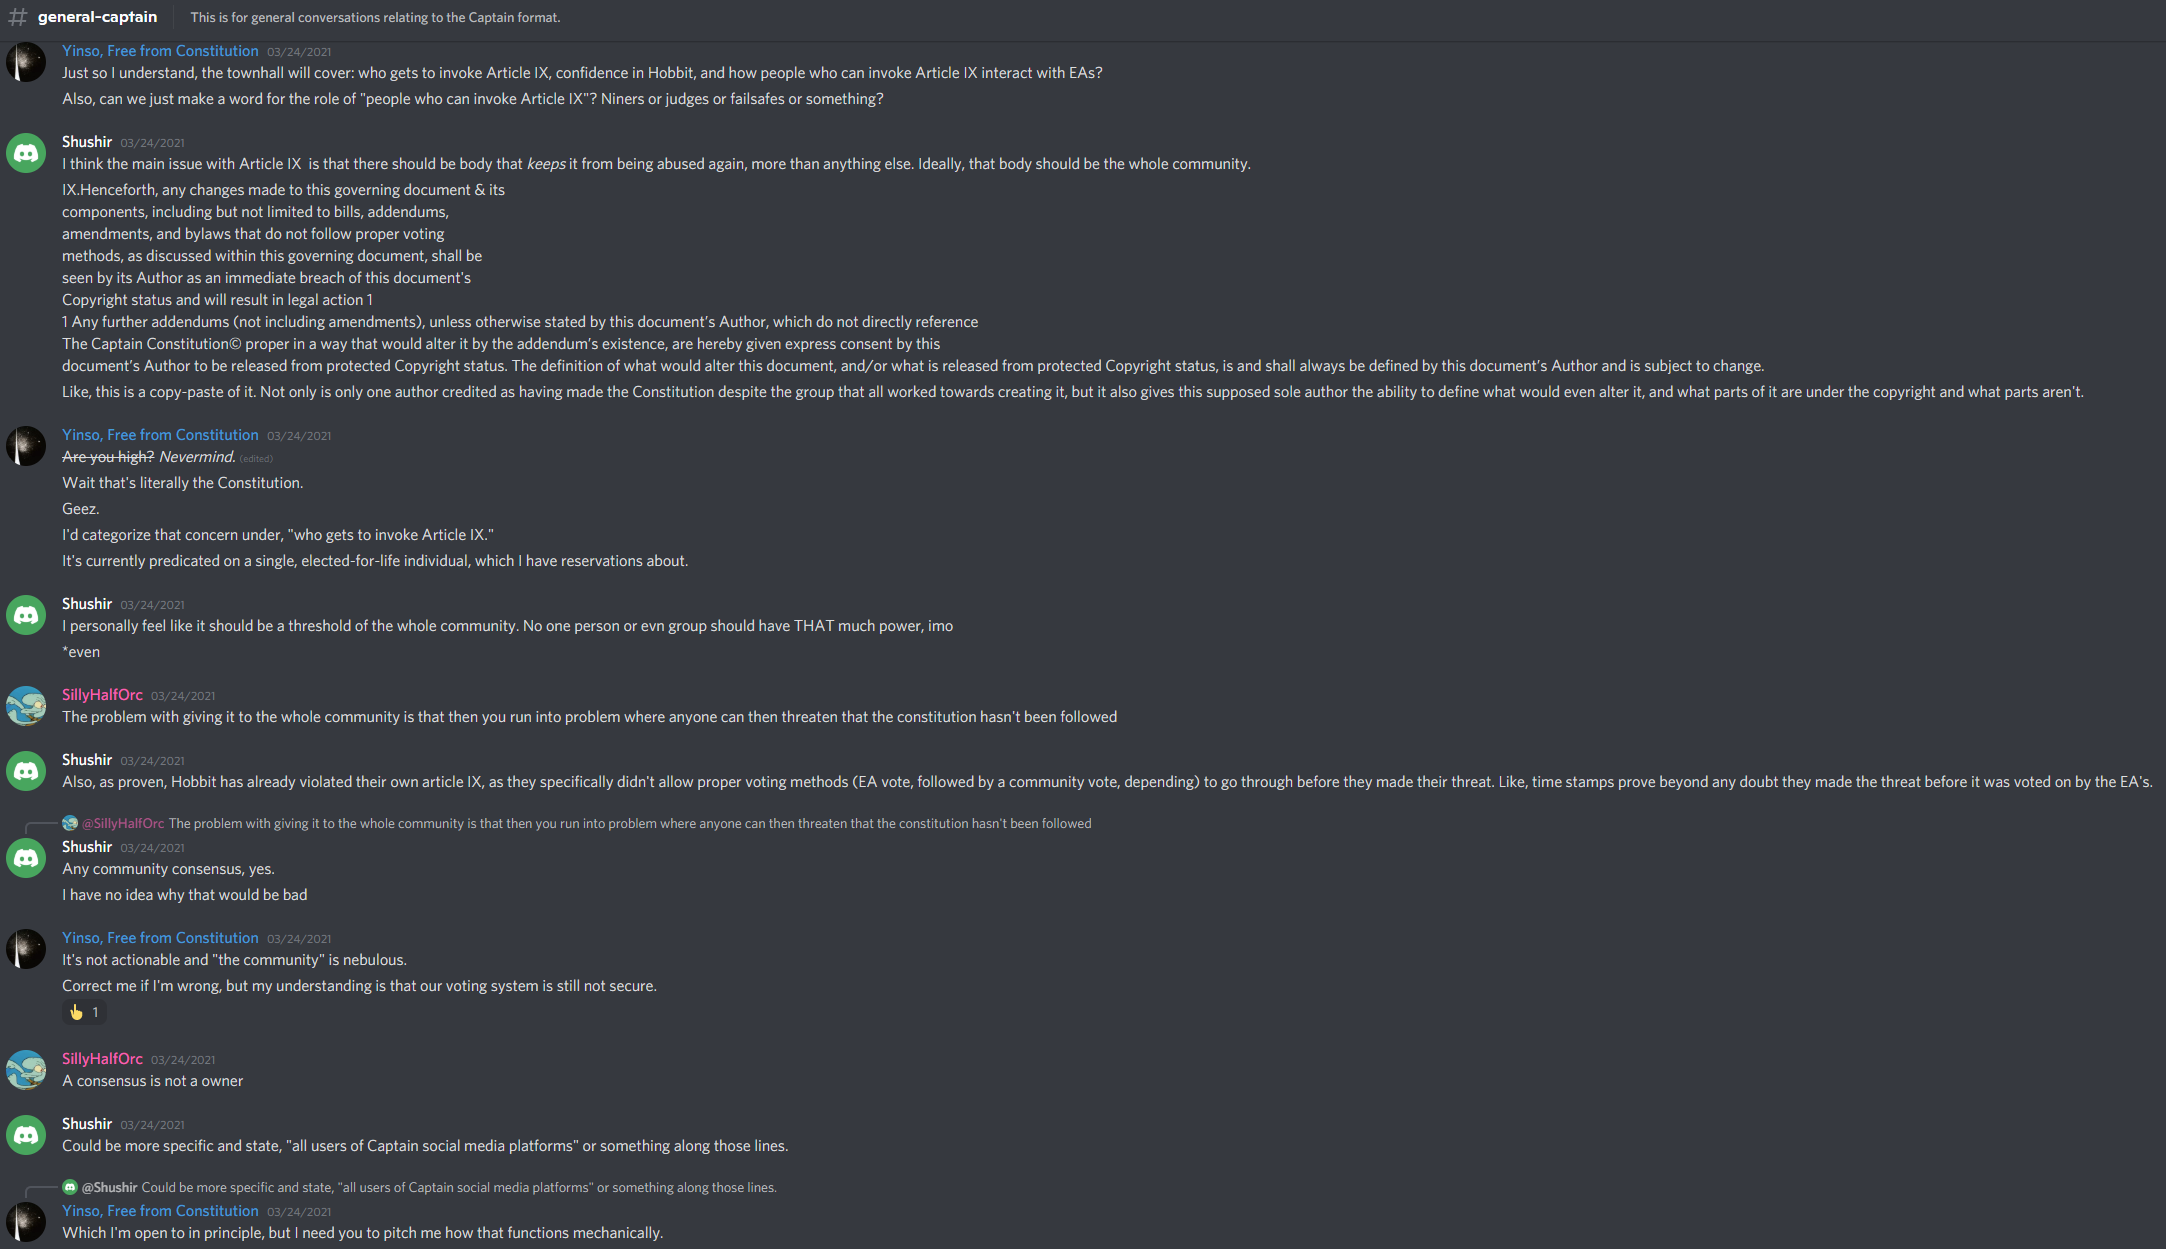 # general-captain This is for general conversations relating to the Captain format.
Yinso, Free from Constitution 03/24/2021
Just so I understand, the townhall will cover: who gets to invoke Article IX, confidence in Hobbit, and how people who can invoke Article IX interact with EAs?
Also, can we just make a word for the role of "people who can invoke Article IX"? Niners or judges or failsafes or something?
Shushir 03/24/2021
I think the main issue with Article IX is that there should be body that keeps it from being abused again, more than anything else. Ideally, that body should be the whole community.
IX.Henceforth, any changes made to this governing document & its
components, including but not limited to bills, addendums,
amendments, and bylaws that do not follow proper voting
methods, as discussed within this governing document, shall be
seen by its Author as an immediate breach of this document's
Copyright status and will result in legal action 1
1 Any further addendums (not including amendments), unless otherwise stated by this document’s Author, which do not directly reference
The Captain Constitution© proper in a way that would alter it by the addendum’s existence, are hereby given express consent by this
document’s Author to be released from protected Copyright status. The definition of what would alter this document, and/or what is released from protected Copyright status, is and shall always be defined by this document’s Author and is subject to change.
Like, this is a copy-paste of it. Not only is only one author credited as having made the Constitution despite the group that all worked towards creating it, but it also gives this supposed sole author the ability to define what would even alter it, and what parts of it are under the copyright and what parts aren't.
Yinso, Free from Constitution 03/24/2021
Are you high? Nevermind. (edited)
Wait that's literally the Constitution.
Geez.
I'd categorize that concern under, "who gets to invoke Article IX."
It's currently predicated on a single, elected-for-life individual, which I have reservations about.
Shushir 03/24/2021
I personally feel like it should be a threshold of the whole community. No one person or evn group should have THAT much power, imo
*even
SillyHalfOrc 03/24/2021
The problem with giving it to the whole community is that then you run into problem where anyone can then threaten that the constitution hasn't been followed
Shushir 03/24/2021
Also, as proven, Hobbit has already violated their own article IX, as they specifically didn't allow proper voting methods (EA vote, followed by a community vote, depending) to go through before they made their threat. Like, time stamps prove beyond any doubt they made the threat before it was voted on by the EA's.
@SillyHalfOrc The problem with giving it to the whole community is that then you run into problem where anyone can then threaten that the constitution hasn't been followed
Shushir 03/24/2021
Any community consensus, yes.
I have no idea why that would be bad
Yinso, Free from Constitution 03/24/2021
It's not actionable and "the community" is nebulous.
Correct me if I'm wrong, but my understanding is that our voting system is still not secure.
👆 1
SillyHalfOrc 03/24/2021
A consensus is not a owner
Shushir 03/24/2021
Could be more specific and state, "all users of Captain social media platforms" or something along those lines.
@Shushir Could be more specific and state, "all users of Captain social media platforms" or something along those lines.
Yinso, Free from Constitution 03/24/2021
Which I'm open to in principle, but I need you to pitch me how that functions mechanically.